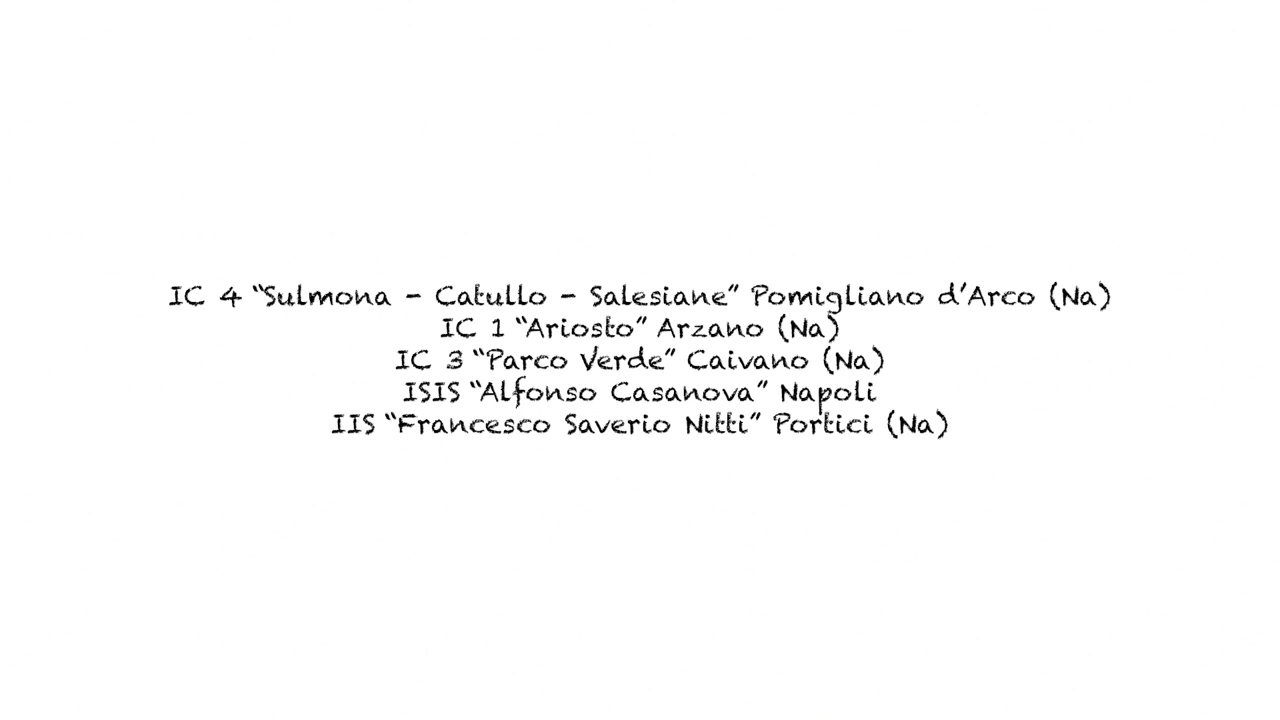 IC 4 “Sulmona - Catullo - Salesiane” Pomigliano d’Arco (Na)
IC 1 “Ariosto” Arzano (Na)
IC 3 “Parco Verde” Caivano (Na)
ISIS “Alfonso Casanova” Napoli
IIS “Francesco Saverio Nitti” Portici (Na)